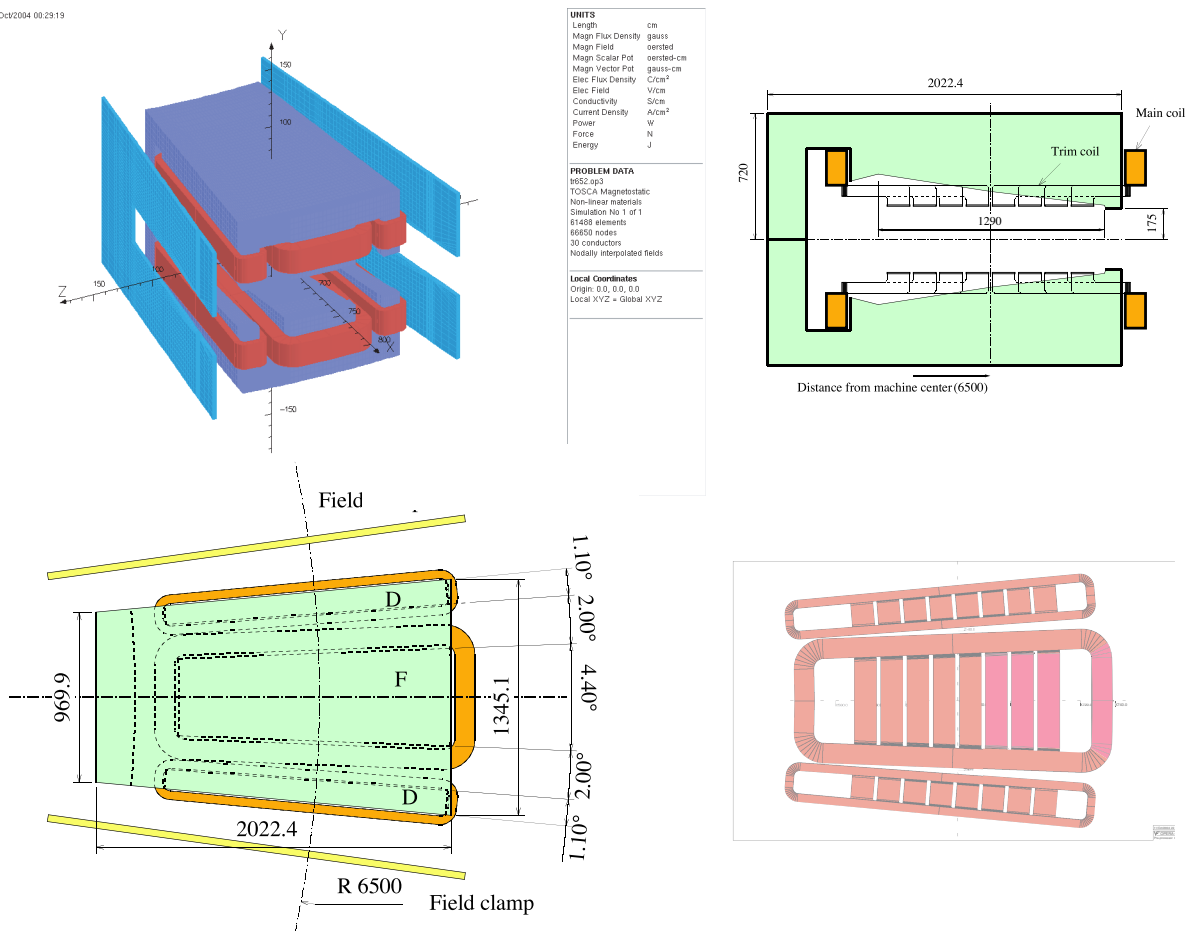 Oct/2004 00:29:19
Y
150
100
Z
150
100
700
750
800
X
-150
UNITS
Length cm
Magn Flux Density gauss
Magn Field oersted
Magn Scalar Pot oersted-cm
Magn Vector Pot gauss-cm
Elec Flux Density C/cm²
Elec Field V/cm
Conductivity S/cm
Current Density A/cm²
Power W
Force N
Energy J
PROBLEM DATA
tr652.op3
TOSCA Magnetostatic
Non-linear materials
Simulation No 1 of 1
61488 elements
66650 nodes
30 conductors
Nodally interpolated fields
Local Coordinates
Origin: 0.0, 0.0, 0.0
Local XYZ = Global XYZ
2022.4
Main coil
Trim coil
720
1290
175
Distance from machine center (6500)
Field
1.10°
D
2.00°
F
4.40°
969.9
1345.1
D
2.00°
1.10°
2022.4
R 6500
Field clamp